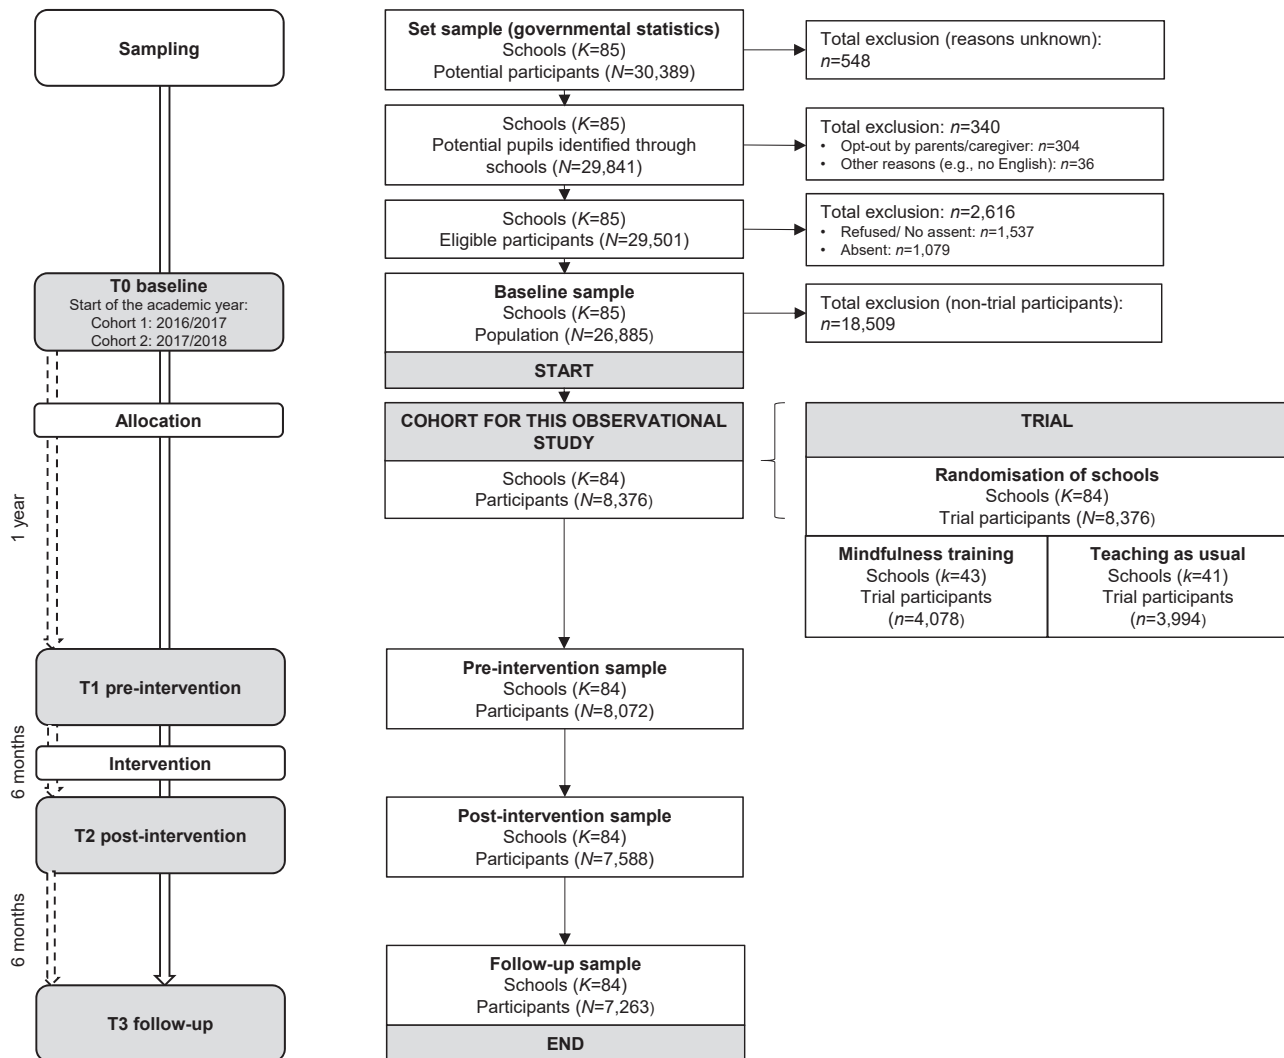 Sampling
Set sample (governmental statistics)
Schools (K=85)
Potential participants (N=30,389)
Total exclusion (reasons unknown):
n=548
Schools (K=85)
Potential pupils identified through
schools (N=29,841)
Total exclusion: n=340
• Opt-out by parents/caregiver: n=304
• Other reasons (e.g., no English): n=36
Schools (K=85)
Eligible participants (N=29,501)
Total exclusion: n=2,616
• Refused/ No assent: n=1,537
• Absent: n=1,079
T0 baseline
Start of the academic year:
Cohort 1: 2016/2017
Cohort 2: 2017/2018
Baseline sample
Schools (K=85)
Population (N=26,885)
START
Total exclusion (non-trial participants):
n=18,509
Allocation
1 year
COHORT FOR THIS OBSERVATIONAL
STUDY
Schools (K=84)
Participants (N=8,376)
TRIAL
Randomisation of schools
Schools (K=84)
Trial participants (N=8,376)
Mindfulness training
Schools (k=43)
Trial participants
(n=4,078)
Teaching as usual
Schools (k=41)
Trial participants
(n=3,994)
T1 pre-intervention
Pre-intervention sample
Schools (K=84)
Participants (N=8,072)
6 months
Intervention
T2 post-intervention
Post-intervention sample
Schools (K=84)
Participants (N=7,588)
6 months
T3 follow-up
Follow-up sample
Schools (K=84)
Participants (N=7,263)
END